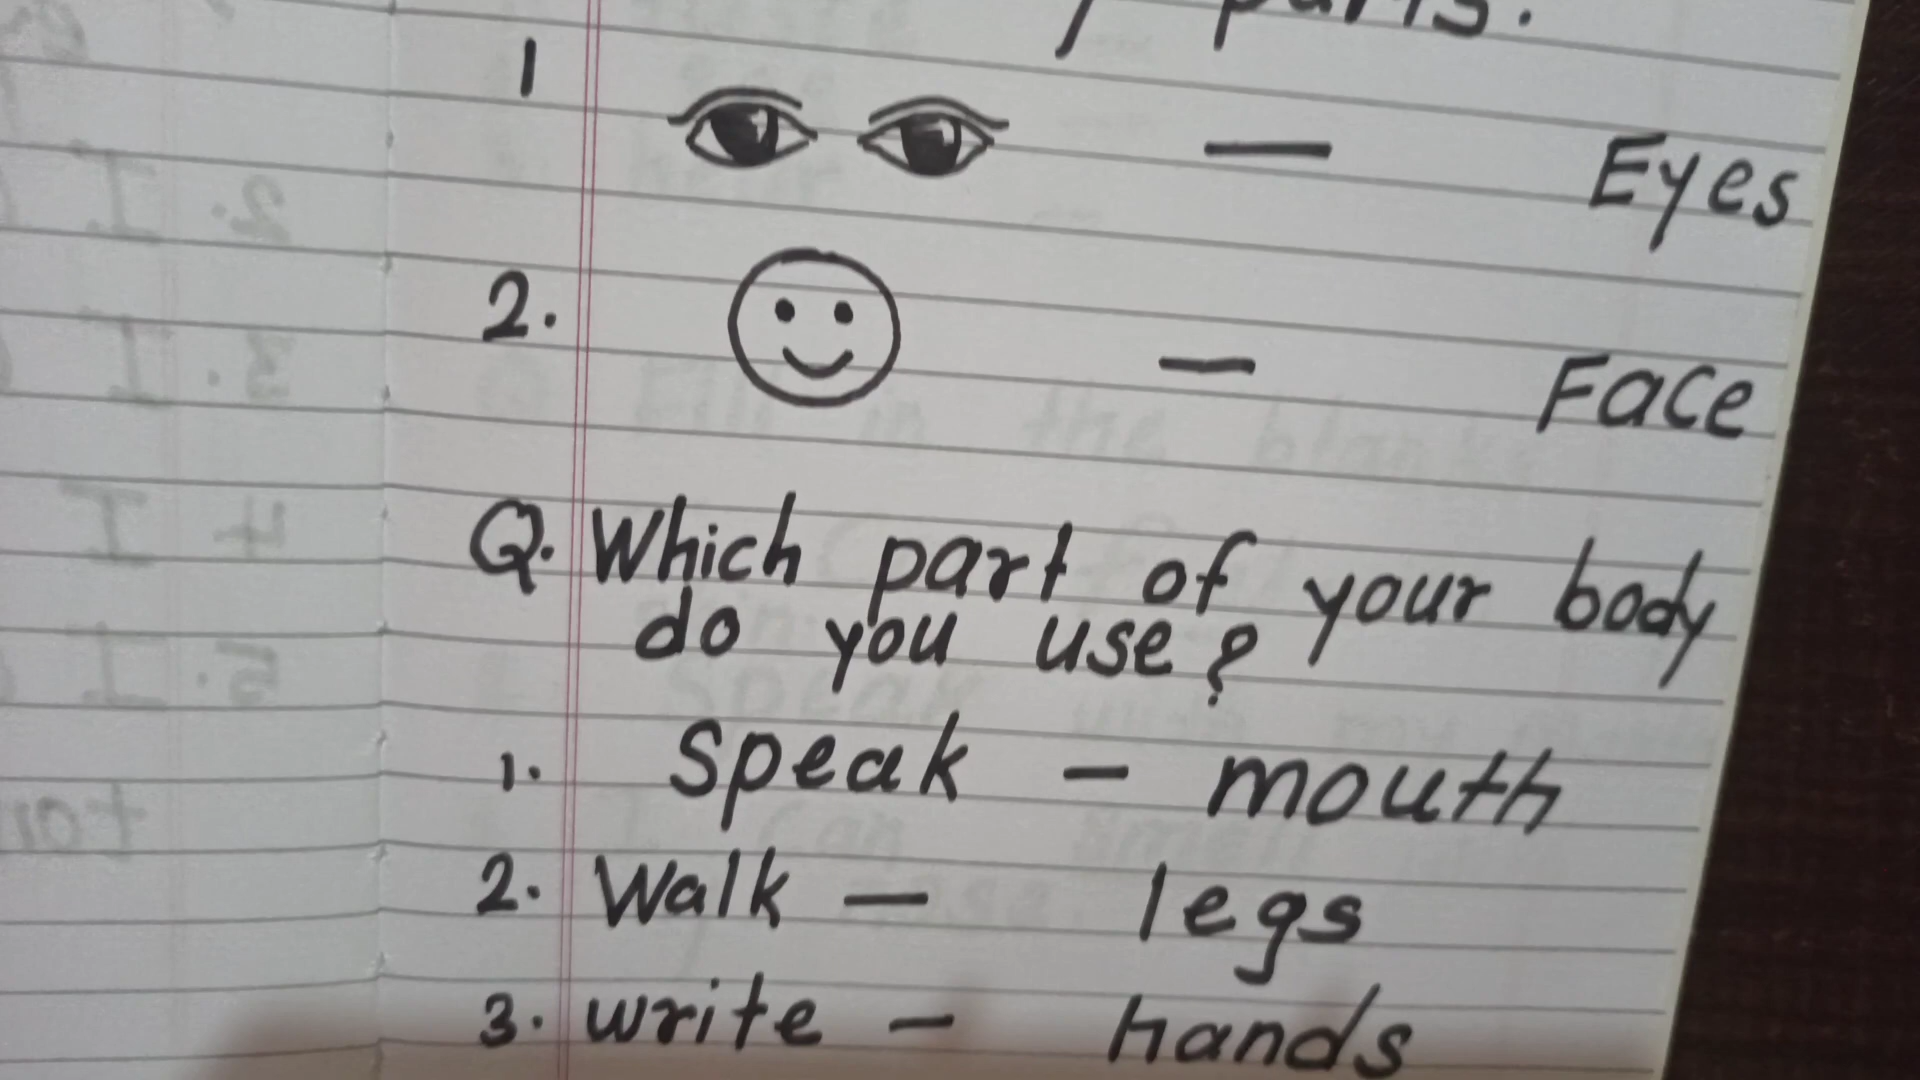 parts.
1 — Eyes
2. — Face
Q. Which part of your body
do you use?
1. Speak — mouth
2. Walk — legs
3. write — hands